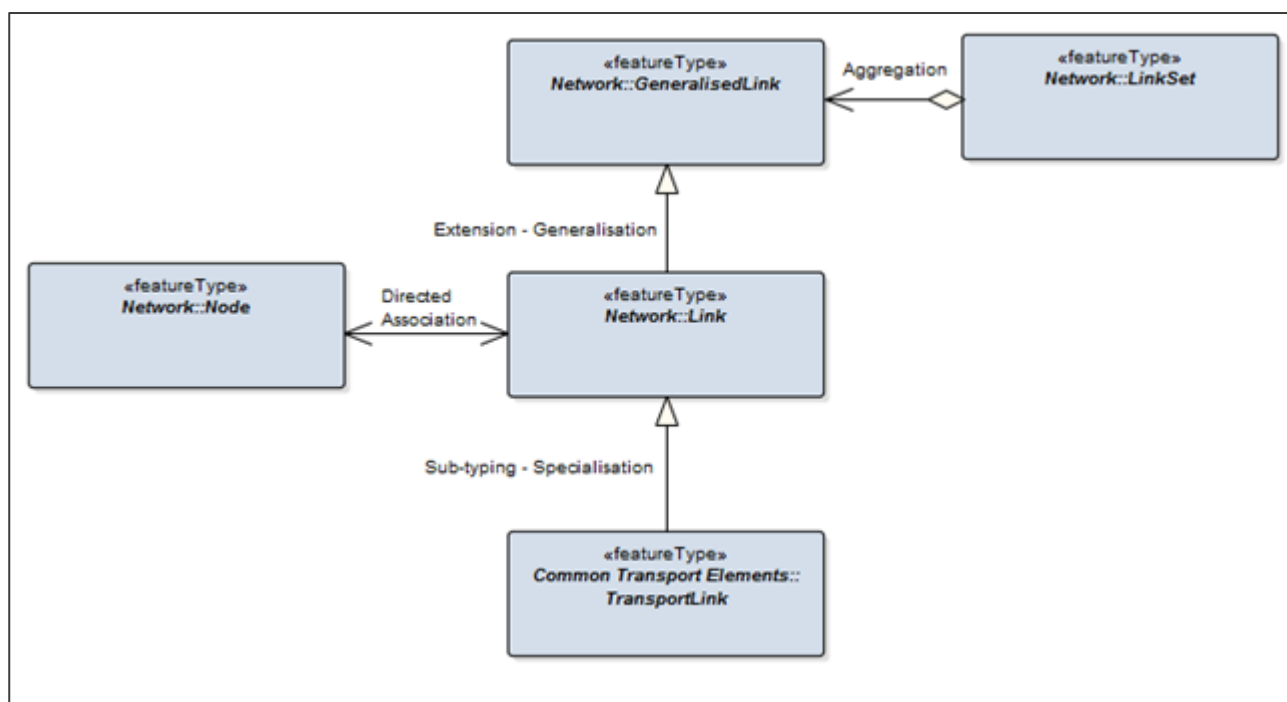 «featureType»
Network::GeneralisedLink
Aggregation
«featureType»
Network::LinkSet
Extension - Generalisation
«featureType»
Network::Node
Directed
Association
«featureType»
Network::Link
Sub-typing - Specialisation
«featureType»
Common Transport Elements::
TransportLink